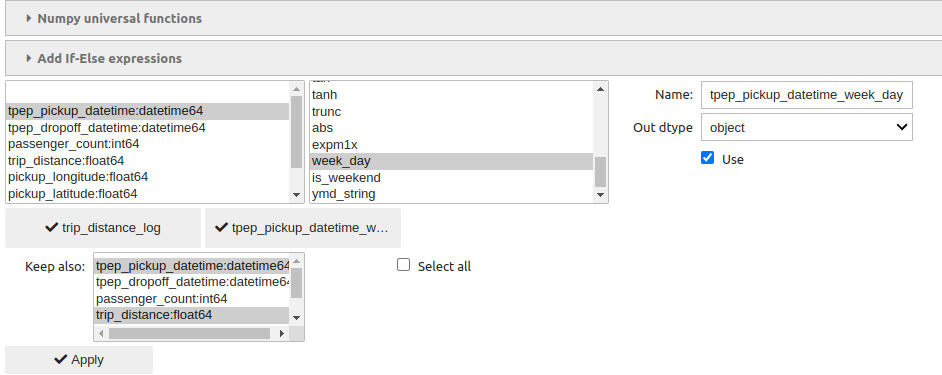 Numpy universal functions
Add If-Else expressions
tpep_pickup_datetime:datetime64
tpep_dropoff_datetime:datetime64
passenger_count:int64
trip_distance:float64
pickup_longitude:float64
pickup_latitude:float64
tanh
trunc
abs
expm1x
week_day
is_weekend
ymd_string
Name: tpep_pickup_datetime_week_day
Out dtype object
Use
trip_distance_log
tpep_pickup_datetime_w...
Keep also:
tpep_pickup_datetime:datetime64
tpep_dropoff_datetime:datetime64
passenger_count:int64
trip_distance:float64
Select all
Apply